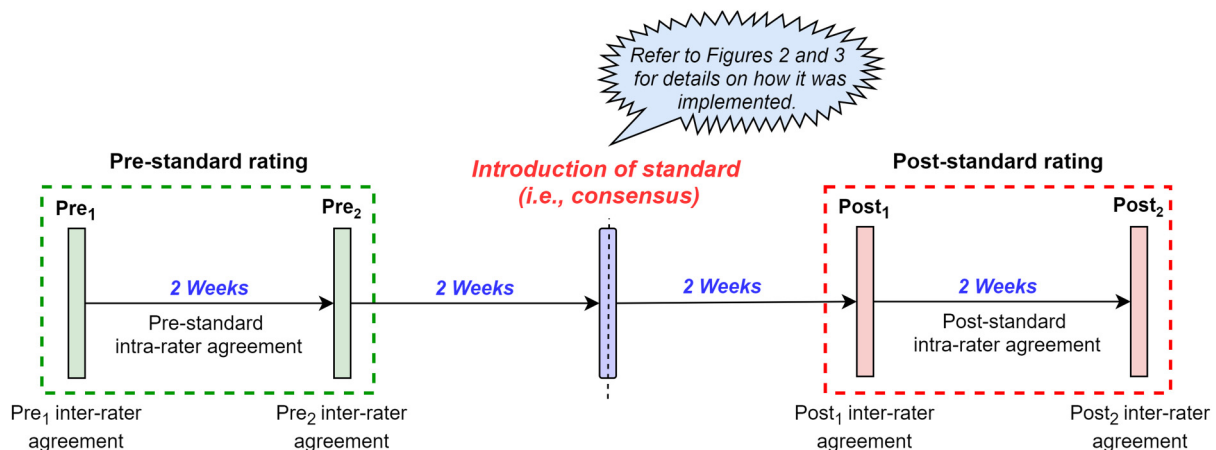 Refer to Figures 2 and 3
for details on how it was
implemented.
Pre-standard rating
Introduction of standard
(i.e., consensus)
Post-standard rating
Pre₁
Pre₂
Post₁
Post₂
2 Weeks
2 Weeks
2 Weeks
2 Weeks
Pre-standard
intra-rater agreement
Post-standard
intra-rater agreement
Pre₁ inter-rater
agreement
Pre₂ inter-rater
agreement
Post₁ inter-rater
agreement
Post₂ inter-rater
agreement